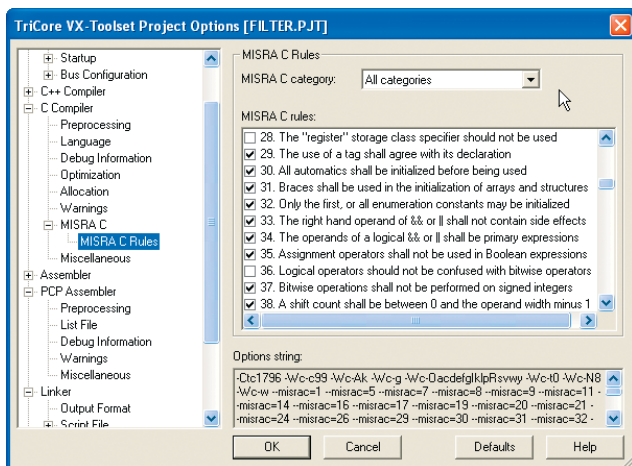 TriCore VX-Toolset Project Options [FILTER.PJT]
Startup
Bus Configuration
C++ Compiler
C Compiler
Preprocessing
Language
Debug Information
Optimization
Allocation
Warnings
MISRA C
MISRA C Rules
Miscellaneous
Assembler
PCP Assembler
Preprocessing
List File
Debug Information
Warnings
Miscellaneous
Linker
Output Format
Script File
MISRA C Rules
MISRA C category:
All categories
MISRA C rules:
28. The "register" storage class specifier should not be used
29. The use of a tag shall agree with its declaration
30. All automatics shall be initialized before being used
31. Braces shall be used in the initialization of arrays and structures
32. Only the first, or all enumeration constants may be initialized
33. The right hand operand of && or || shall not contain side effects
34. The operands of a logical && or || shall be primary expressions
35. Assignment operators shall not be used in Boolean expressions
36. Logical operators should not be confused with bitwise operators
37. Bitwise operations shall not be performed on signed integers
38. A shift count shall be between 0 and the operand width minus 1
Options string:
-Ctc1796 -Wc-c99 -Wc-Ak -Wc-g -Wc-OacdefgIklpRsvwy -Wc-t0 -Wc-N8
-Wc-w --misrac=1 --misrac=5 --misrac=7 --misrac=8 --misrac=9 --misrac=11 -
-misrac=14 --misrac=16 --misrac=17 --misrac=19 --misrac=20 --misrac=21 -
-misrac=24 --misrac=26 --misrac=29 --misrac=30 --misrac=31 --misrac=32 -
OK
Cancel
Defaults
Help